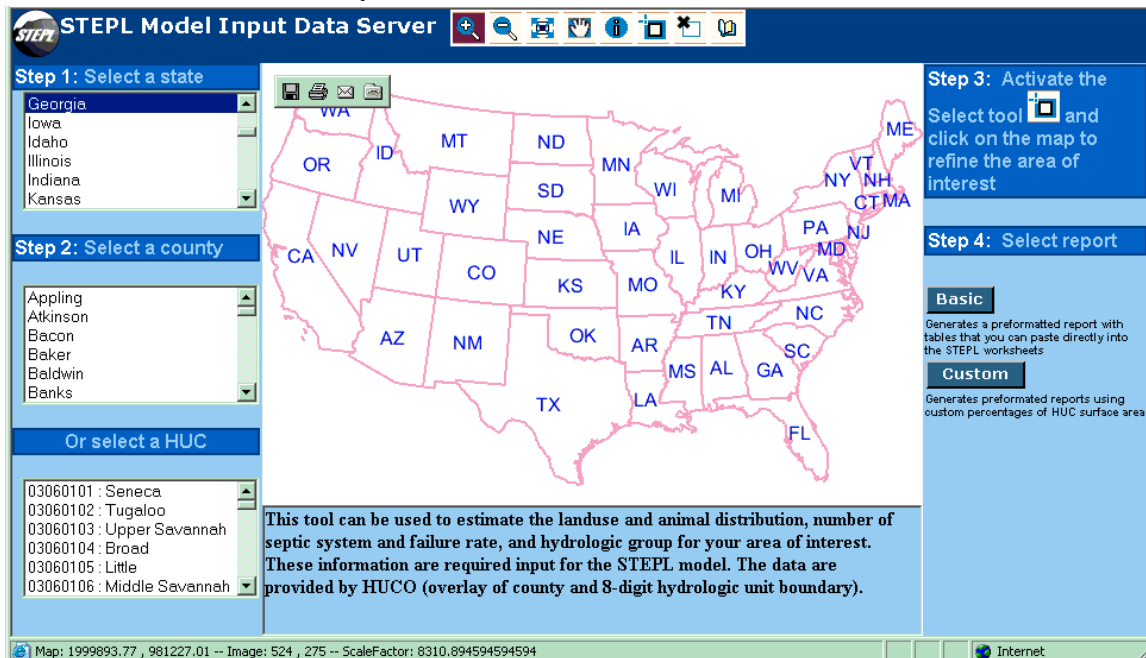 STEPL
STEPL Model Input Data Server
Step 1: Select a state
Georgia
Iowa
Idaho
Illinois
Indiana
Kansas
Step 2: Select a county
Appling
Atkinson
Bacon
Baker
Baldwin
Banks
Or select a HUC
03060101 : Seneca
03060102 : Tugaloo
03060103 : Upper Savannah
03060104 : Broad
03060105 : Little
03060106 : Middle Savannah
WA
MT
ND
ME
OR
ID
MN
VT
SD
WI
MI
NY
NH
WY
CT
MA
NE
IA
PA
NJ
CA
NV
UT
IL
IN
OH
MD
CO
WV
VA
KS
MO
KY
AZ
NM
OK
TN
NC
AR
SC
MS
AL
GA
TX
LA
FL
This tool can be used to estimate the landuse and animal distribution, number of
septic system and failure rate, and hydrologic group for your area of interest.
These information are required input for the STEPL model. The data are
provided by HUCO (overlay of county and 8-digit hydrologic unit boundary).
Step 3: Activate the
Select tool and
click on the map to
refine the area of
interest
Step 4: Select report
Basic
Generates a preformatted report with
tables that you can paste directly into
the STEPL worksheets
Custom
Generates preformated reports using
custom percentages of HUC surface area
Map: 1999893.77 , 981227.01 -- Image: 524 , 275 -- ScaleFactor: 8310.894594594594
Internet